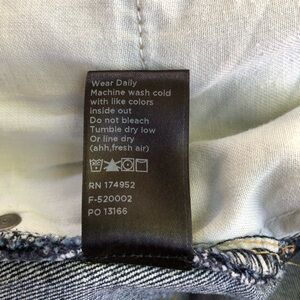 Wear Daily
Machine wash cold
with like colors
inside out
Do not bleach
Tumble dry low
Or line dry
(ahh,fresh air)
RN 174952
F-520002
PO 13166